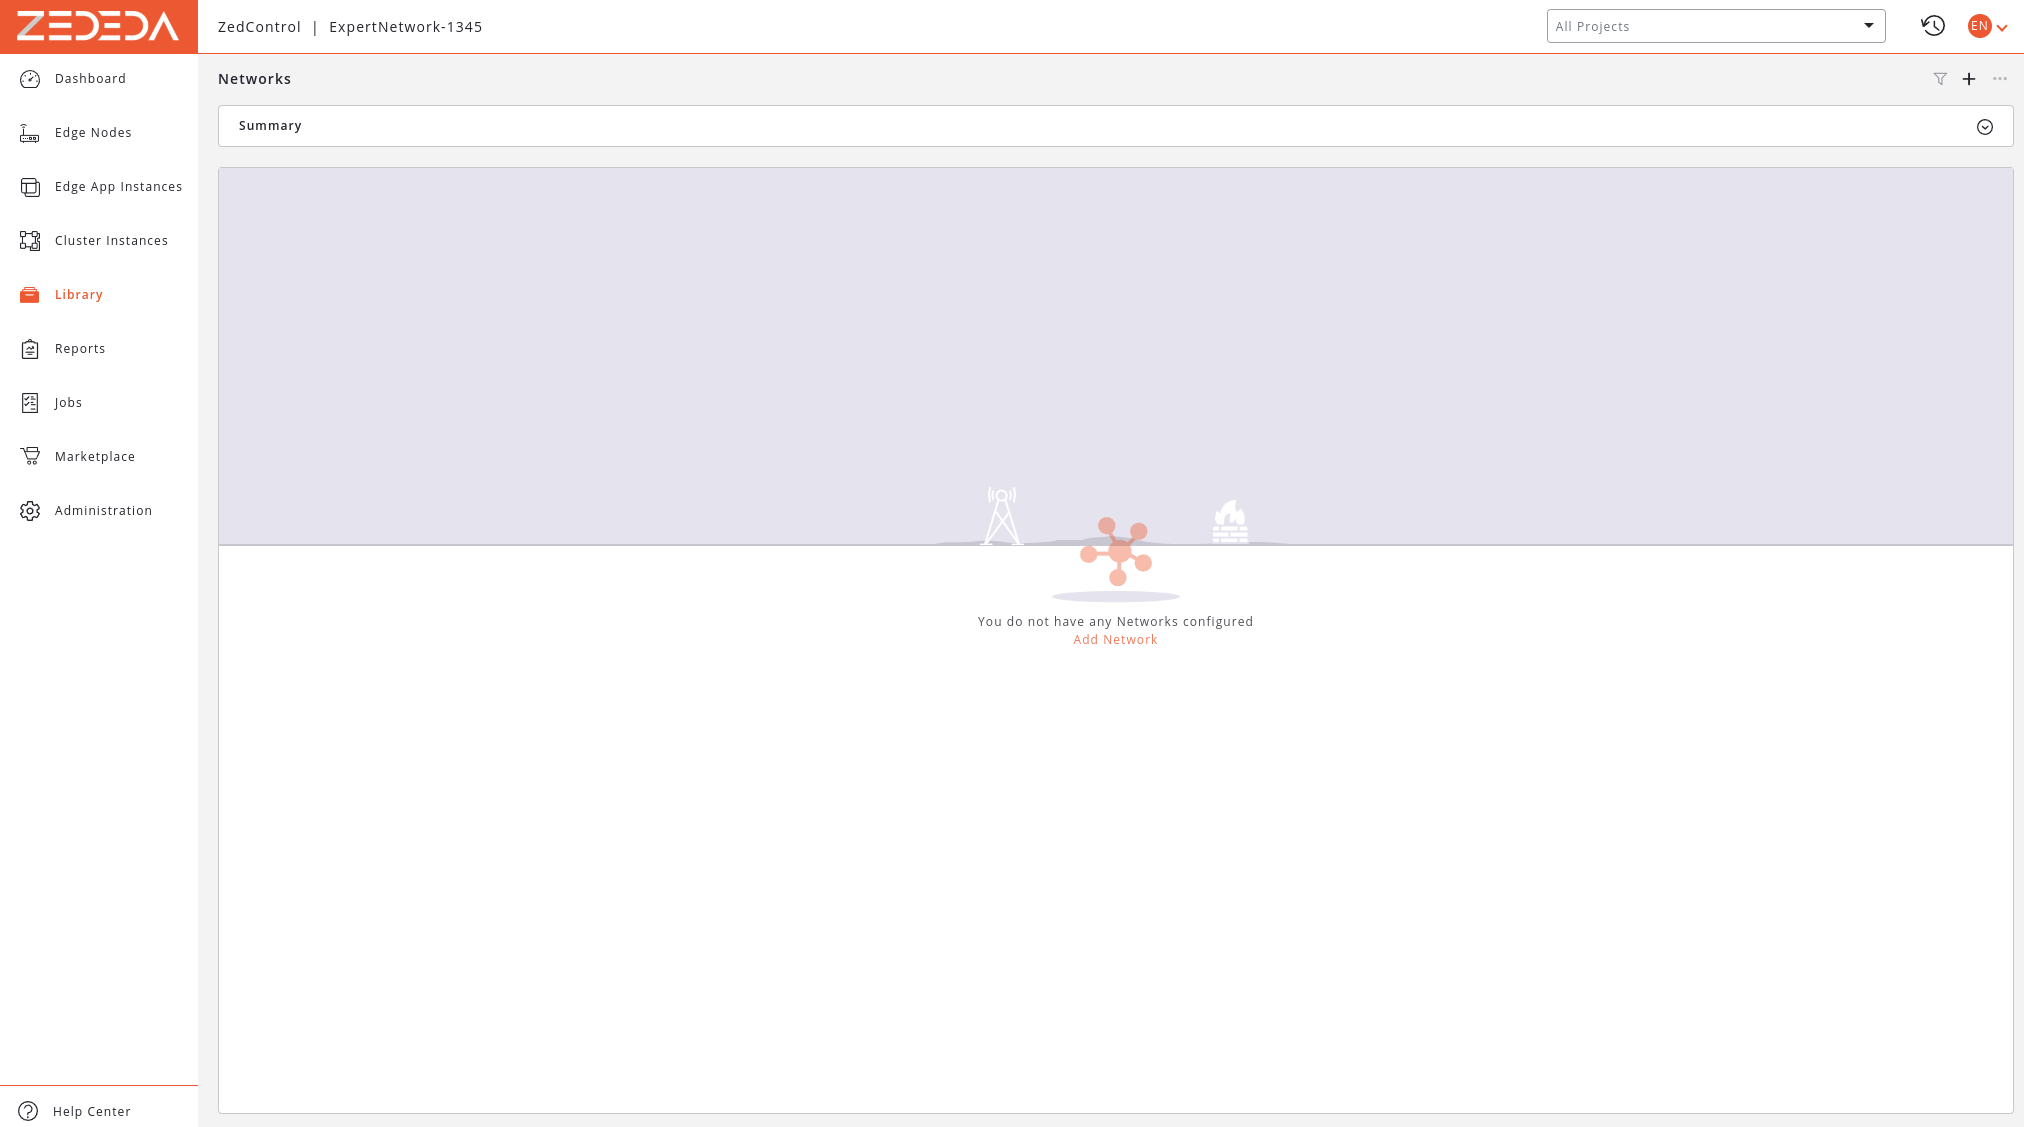 ZEDEDA
ZedControl | ExpertNetwork-1345
All Projects
EN
Dashboard
Edge Nodes
Edge App Instances
Cluster Instances
Library
Reports
Jobs
Marketplace
Administration
Help Center
Networks
Summary
You do not have any Networks configured
Add Network